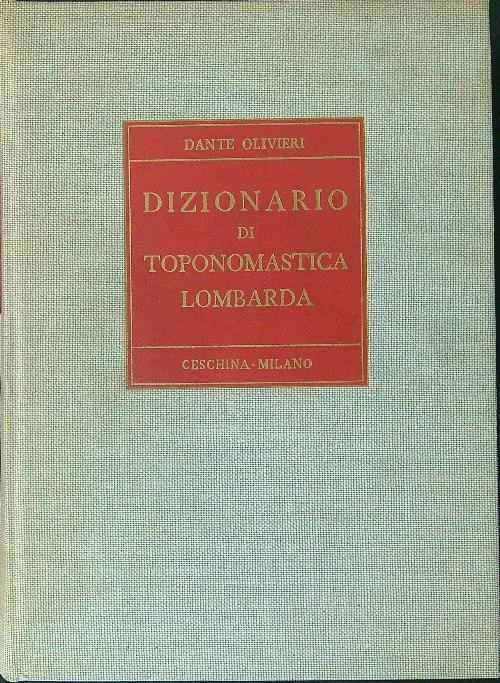 DANTE OLIVIERI
DIZIONARIO
DI
TOPONOMASTICA
LOMBARDA
CESCHINA - MILANO